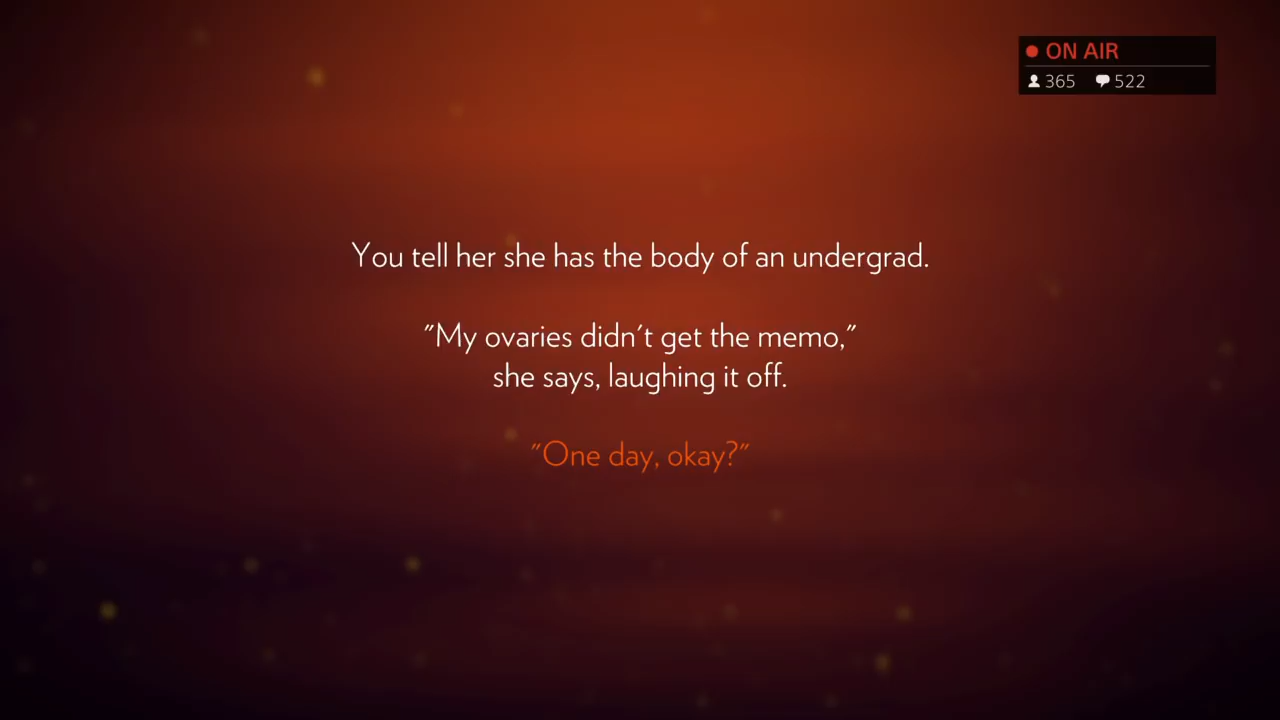 ON AIR
365 522
You tell her she has the body of an undergrad.
"My ovaries didn't get the memo,"
she says, laughing it off.
"One day, okay?"